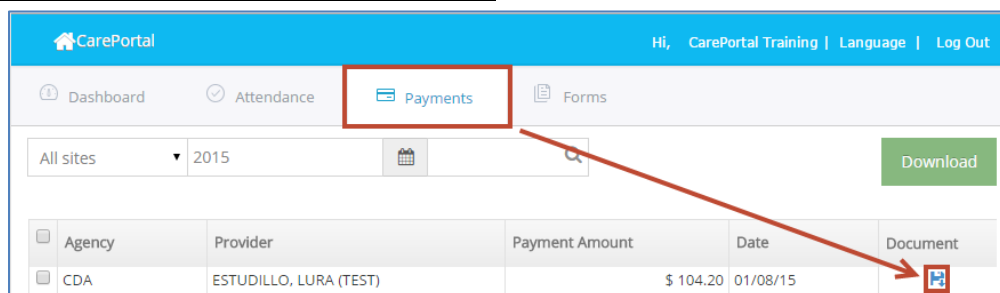 CarePortal
Hi, CarePortal Training | Language | Log Out
Dashboard Attendance Payments Forms
All sites 2015 Download
Agency Provider Payment Amount Date Document
CDA ESTUDILLO, LURA (TEST) $ 104.20 01/08/15